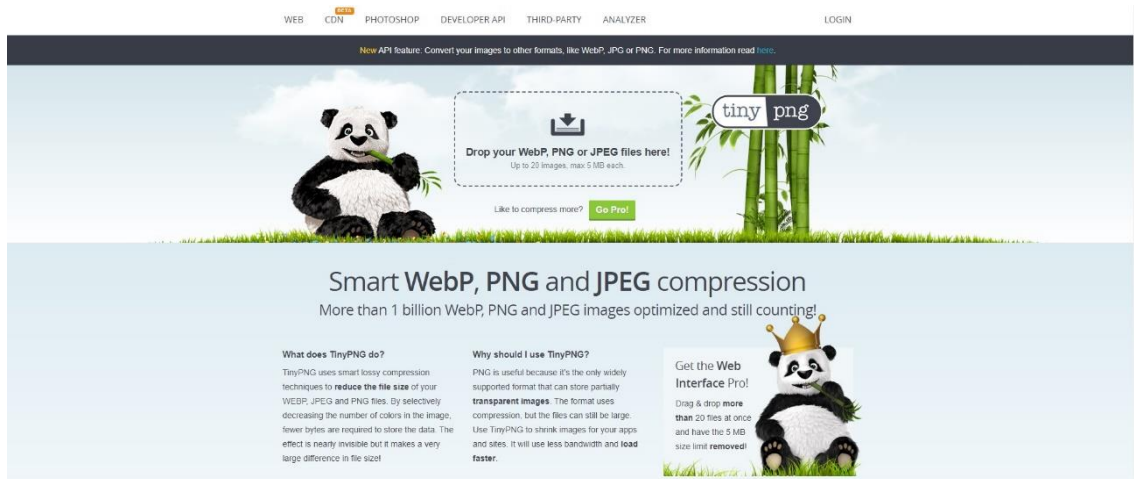 WEB CDN BETA PHOTOSHOP DEVELOPER API THIRD-PARTY ANALYZER LOGIN
New API feature: Convert your images to other formats, like WebP, JPG or PNG. For more information read here.
tiny png
Drop your WebP, PNG or JPEG files here!
Up to 20 images, max 5 MB each.
Like to compress more? Go Pro!
Smart WebP, PNG and JPEG compression
More than 1 billion WebP, PNG and JPEG images optimized and still counting!
What does TinyPNG do?
TinyPNG uses smart lossy compression
techniques to reduce the file size of your
WEBP, JPEG and PNG files. By selectively
decreasing the number of colors in the image,
fewer bytes are required to store the data. The
effect is nearly invisible but it makes a very
large difference in file size!
Why should I use TinyPNG?
PNG is useful because it's the only widely
supported format that can store partially
transparent images. The format uses
compression, but the files can still be large.
Use TinyPNG to shrink images for your apps
and sites. It will use less bandwidth and load
faster.
Get the Web
Interface Pro!
Drag & drop more
than 20 files at once
and have the 5 MB
size limit removed!